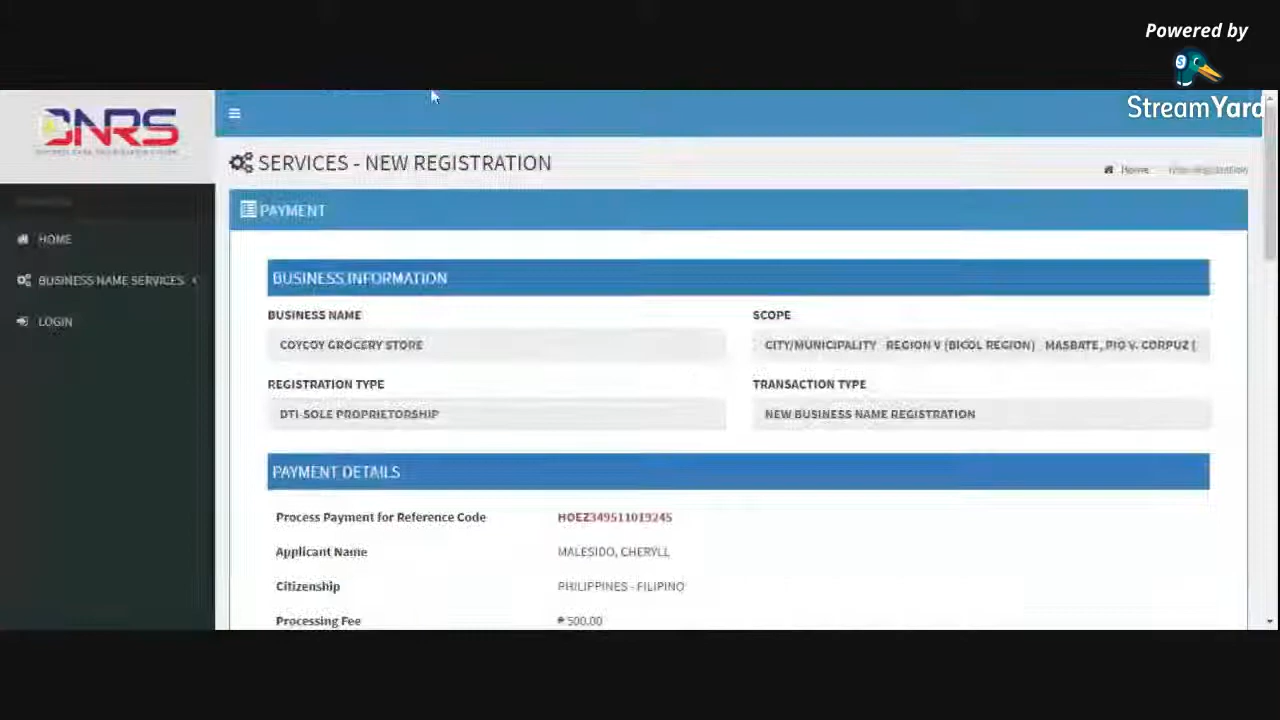 Powered by
StreamYard
BNRS
SERVICES - NEW REGISTRATION
Home
PAYMENT
HOME
BUSINESS NAME SERVICES
LOGIN
BUSINESS INFORMATION
BUSINESS NAME
SCOPE
COYCOY GROCERY STORE
CITY/MUNICIPALITY REGION V (BICOL REGION) MASBATE, PIO V. CORPUZ (
REGISTRATION TYPE
TRANSACTION TYPE
DTI-SOLE PROPRIETORSHIP
NEW BUSINESS NAME REGISTRATION
PAYMENT DETAILS
Process Payment for Reference Code HOEZ349511019245
Applicant Name MALESIDO, CHERYLL
Citizenship PHILIPPINES - FILIPINO
Processing Fee ₱ 500.00